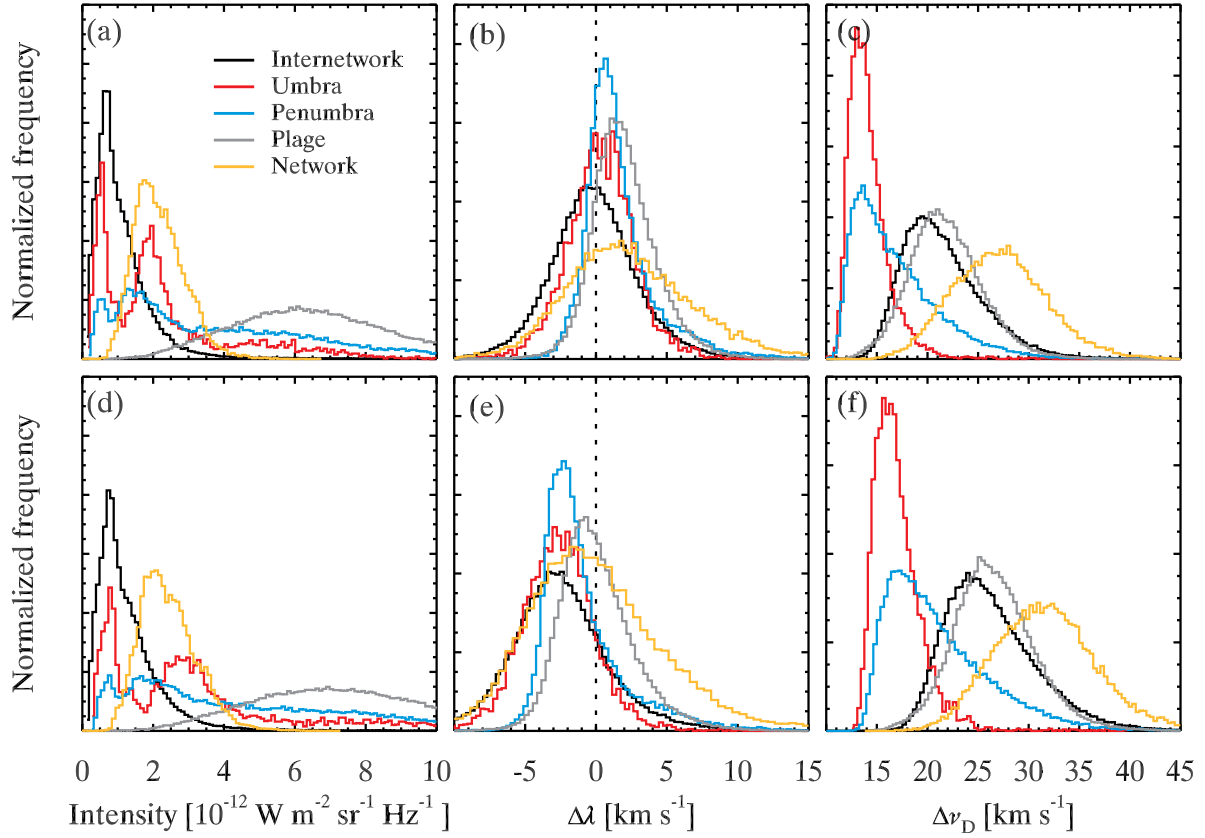 (a)
Internetwork
Umbra
Penumbra
Plage
Network
(b)
(c)
Normalized frequency
(d)
(e)
(f)
Normalized frequency
0 2 4 6 8 10
-5 0 5 10 15
15 20 25 30 35 40 45
Intensity [10⁻¹² W m⁻² sr⁻¹ Hz⁻¹]
Δλ [km s⁻¹]
Δν_D [km s⁻¹]